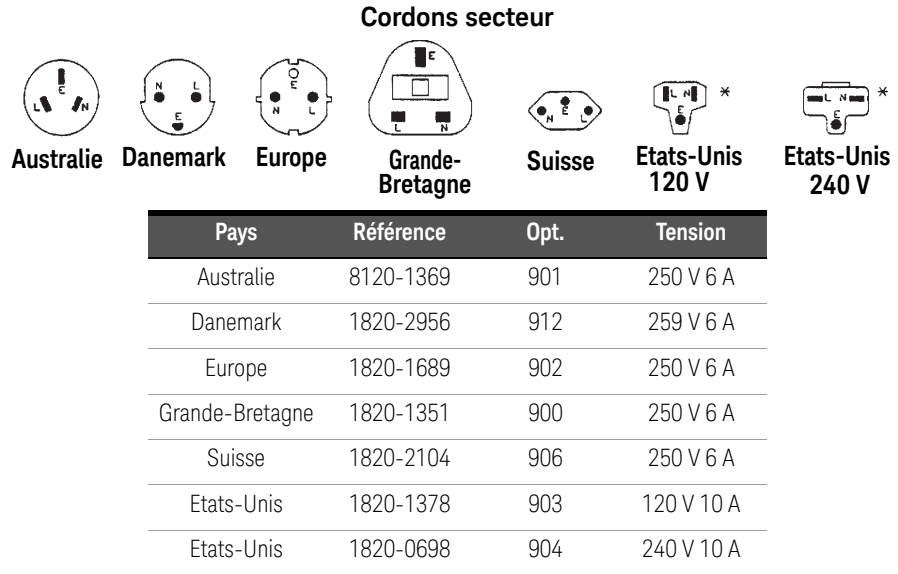 Cordons secteur
E L N
N L E
E N L
E L N
N E L
L N E *
L N E *
Australie Danemark Europe Grande-Bretagne Suisse Etats-Unis 120 V Etats-Unis 240 V
Pays Référence Opt. Tension
Australie 8120-1369 901 250 V 6 A
Danemark 1820-2956 912 259 V 6 A
Europe 1820-1689 902 250 V 6 A
Grande-Bretagne 1820-1351 900 250 V 6 A
Suisse 1820-2104 906 250 V 6 A
Etats-Unis 1820-1378 903 120 V 10 A
Etats-Unis 1820-0698 904 240 V 10 A